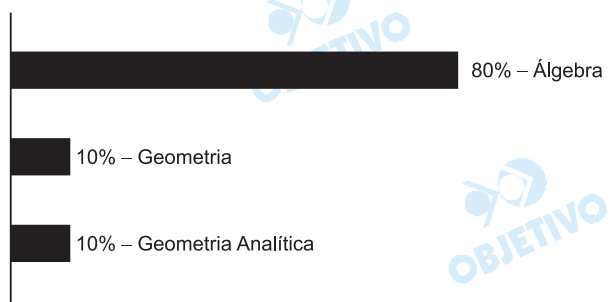 OBJETIVO
80% – Álgebra
10% – Geometria
10% – Geometria Analítica
OBJETIVO